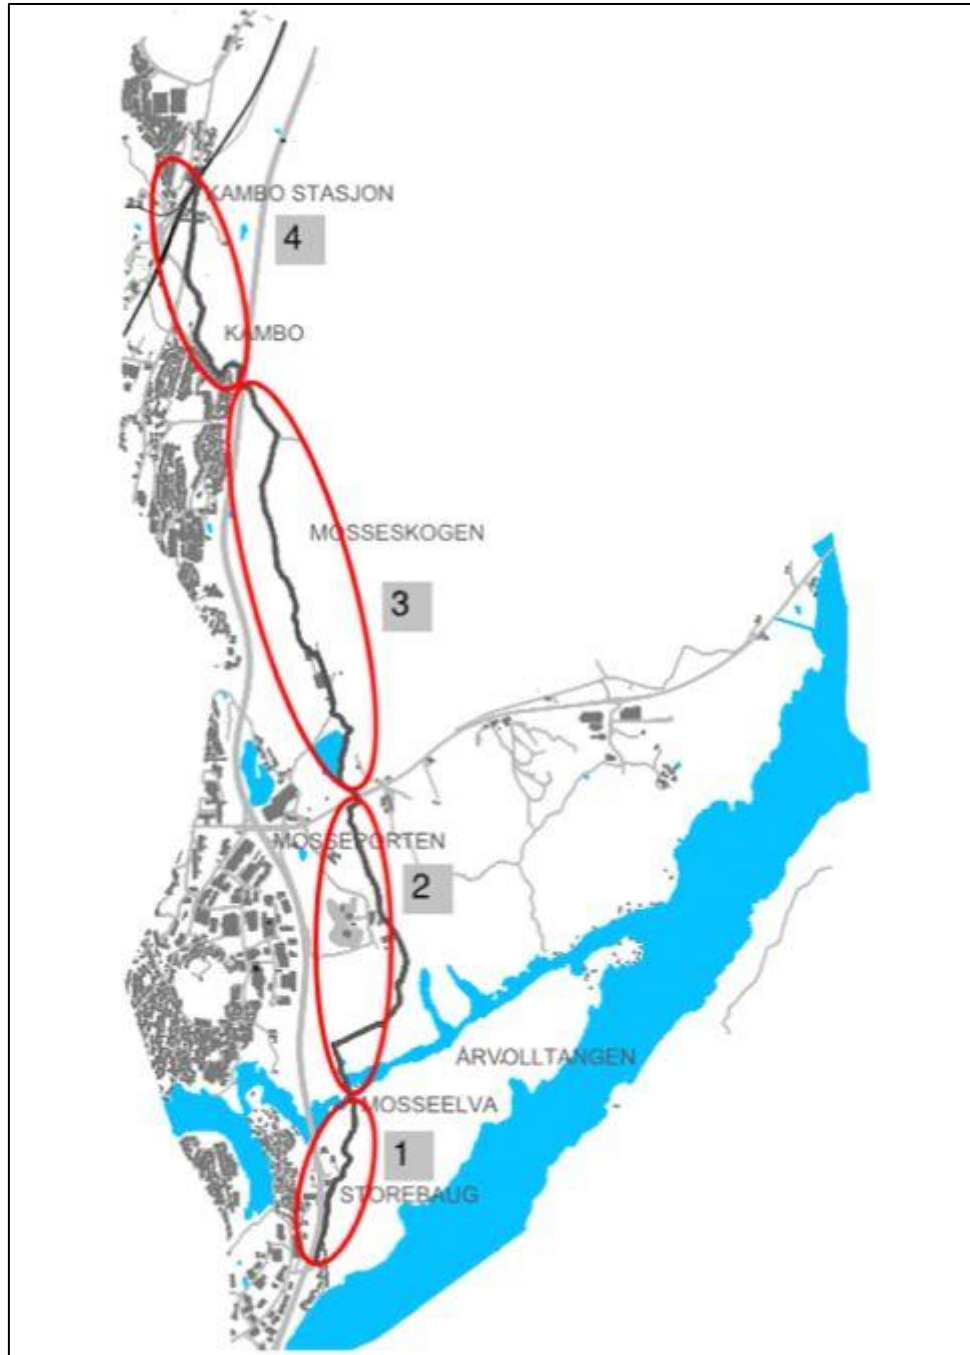 KAMBO STASJON
4
KAMBO
MOSSESKOGEN
3
MOSSEPORTEN
2
ÅRVOLLTANGEN
MOSSEELVA
1
STOREBAUG